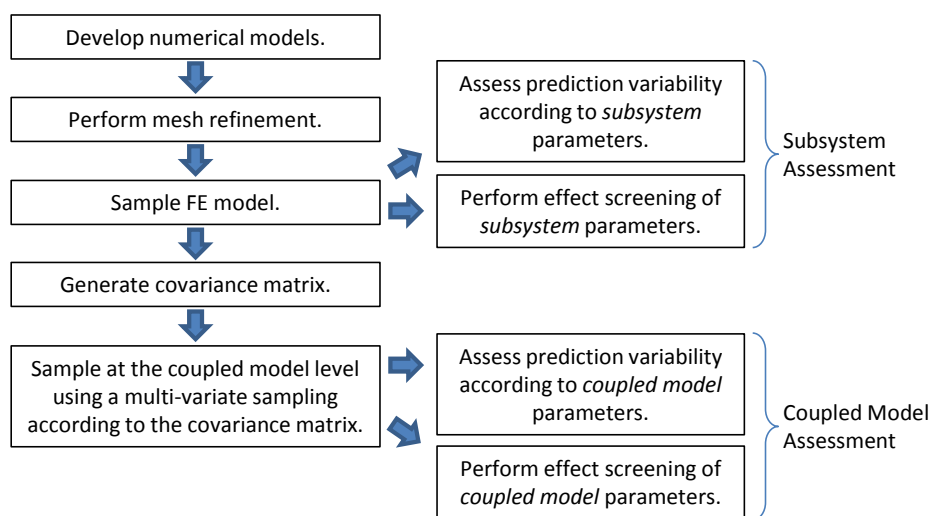 Develop numerical models.
Perform mesh refinement.
Sample FE model.
Generate covariance matrix.
Sample at the coupled model level
using a multi-variate sampling
according to the covariance matrix.
Assess prediction variability
according to subsystem
parameters.
Perform effect screening of
subsystem parameters.
Subsystem
Assessment
Assess prediction variability
according to coupled model
parameters.
Perform effect screening of
coupled model parameters.
Coupled Model
Assessment